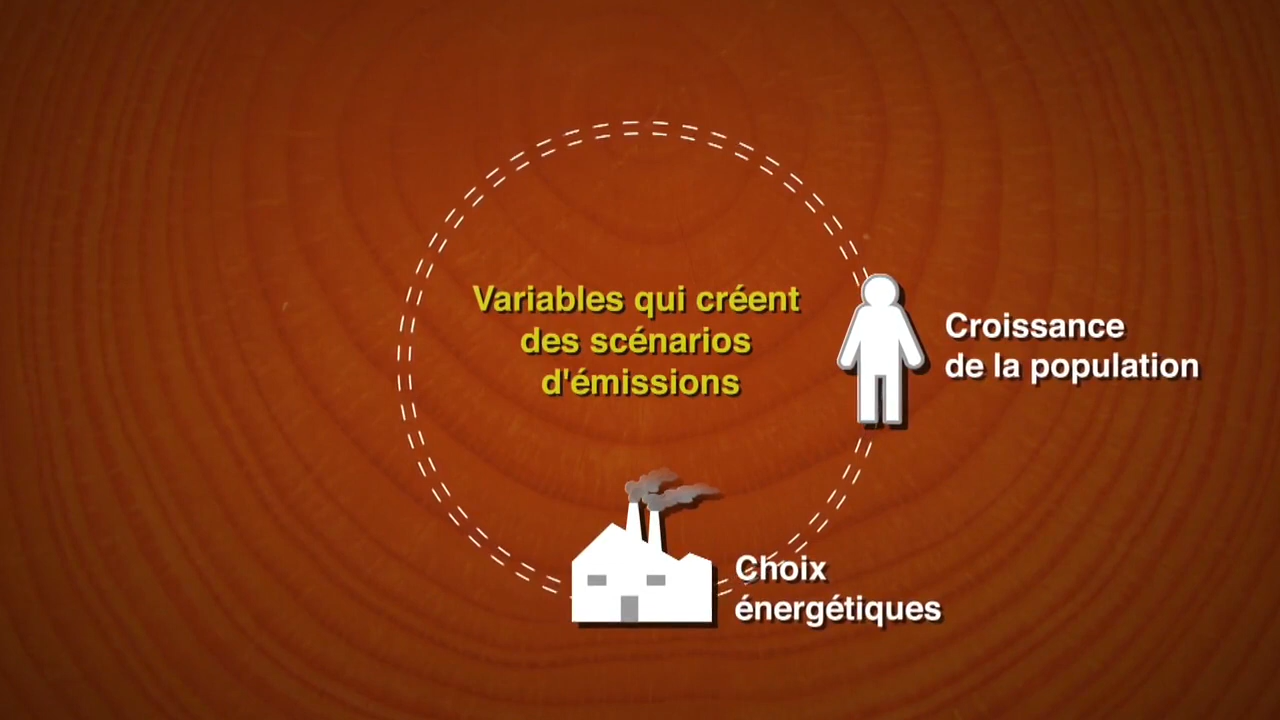 Variables qui créent
des scénarios
d'émissions
Croissance
de la population
Choix
énergétiques